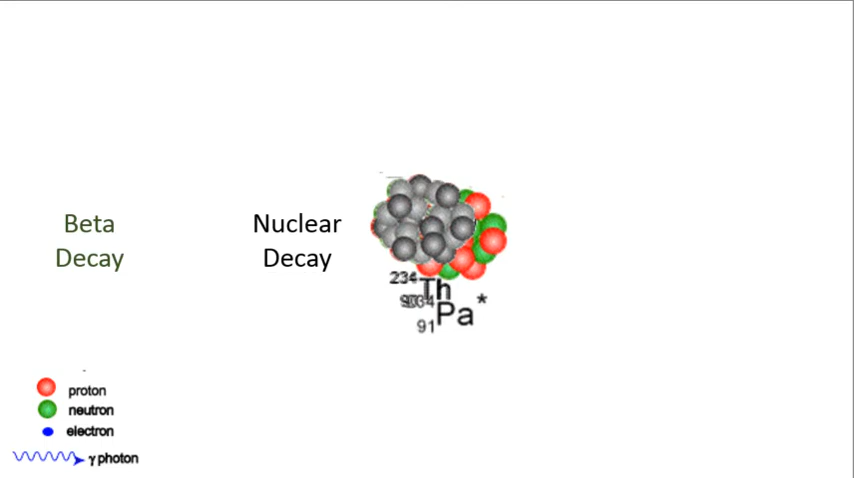 Beta
Decay
Nuclear
Decay
234
Th
Pa*
91
proton
neutron
electron
γ photon